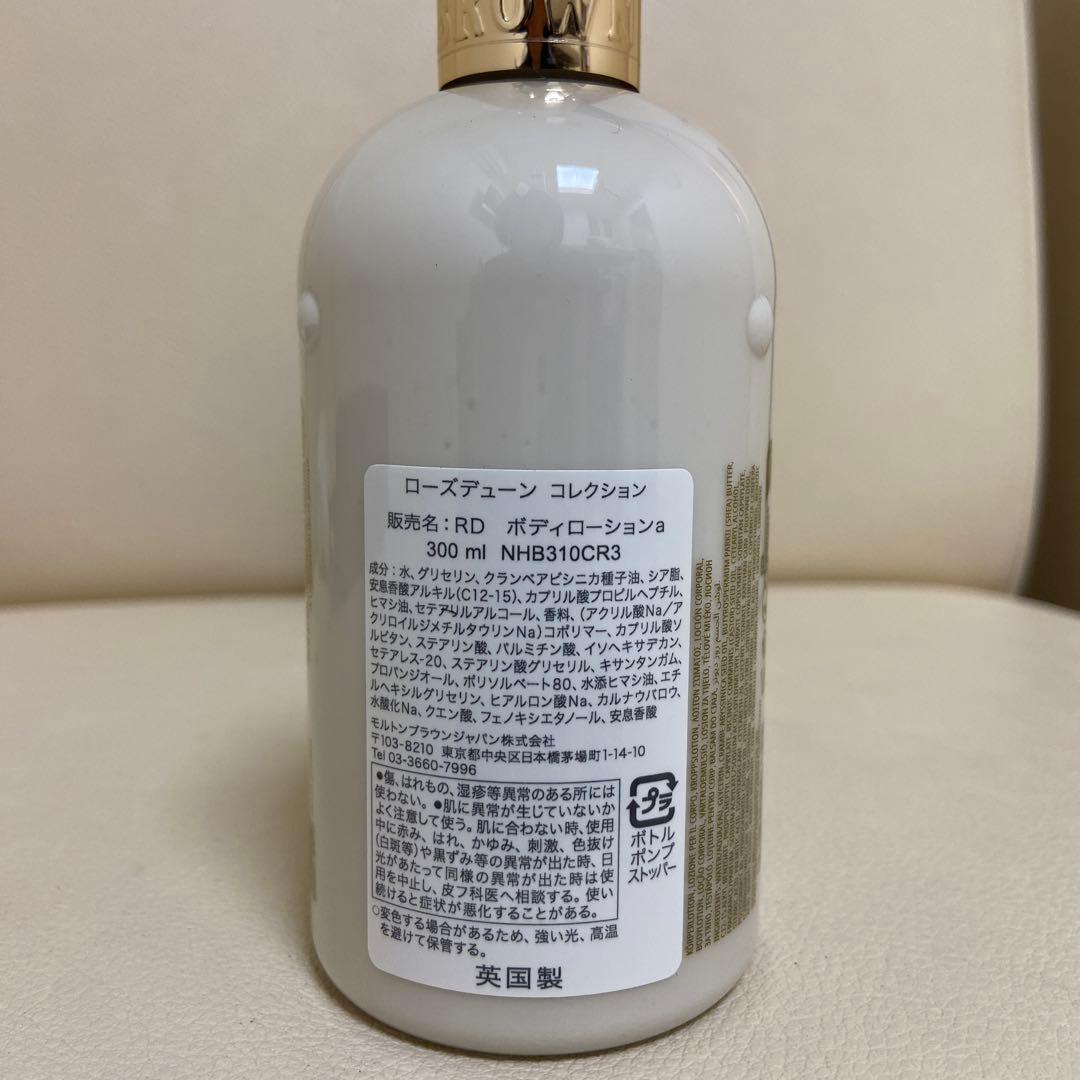 ローズデューン コレクション
販売名：RD ボディローションa
300 ml NHB310CR3
成分：水、グリセリン、クランベアビシニカ種子油、シア脂、
安息香酸アルキル(C12-15)、カプリル酸プロピルヘプチル、
ヒマシ油、セテアリルアルコール、香料、(アクリル酸Na／ア
クリロイルジメチルタウリンNa)コポリマー、カプリル酸ソ
ルビタン、ステアリン酸、パルミチン酸、イソヘキサデカン、
セテアレス-20、ステアリン酸グリセリル、キサンタンガム、
プロパンジオール、ポリソルベート80、水添ヒマシ油、エチ
ルヘキシルグリセリン、ヒアルロン酸Na、カルナウバロウ、
水酸化Na、クエン酸、フェノキシエタノール、安息香酸
モルトンブラウンジャパン株式会社
〒103-8210 東京都中央区日本橋茅場町1-14-10
Tel 03-3660-7996
●傷、はれもの、湿疹等異常のある所には
使わない。●肌に異常が生じていないか
よく注意して使う。肌に合わない時、使用
中に赤み、はれ、かゆみ、刺激、色抜け
(白斑等)や黒ずみ等の異常が出た時、日
光があたって同様の異常が出た時は使
用を中止し、皮フ科医へ相談する。使い
続けると症状が悪化することがある。
○変色する場合があるため、強い光、高温
を避けて保管する。
プラ
ボトル
ポンプ
ストッパー
英国製
KÖRPERLOTION, LOZIONE PER IL CORPO, KROPPSLOTION, ΛΟΣΙΟΝ ΣΩΜΑΤΟΣ, LOCIÓN CORPORAL,